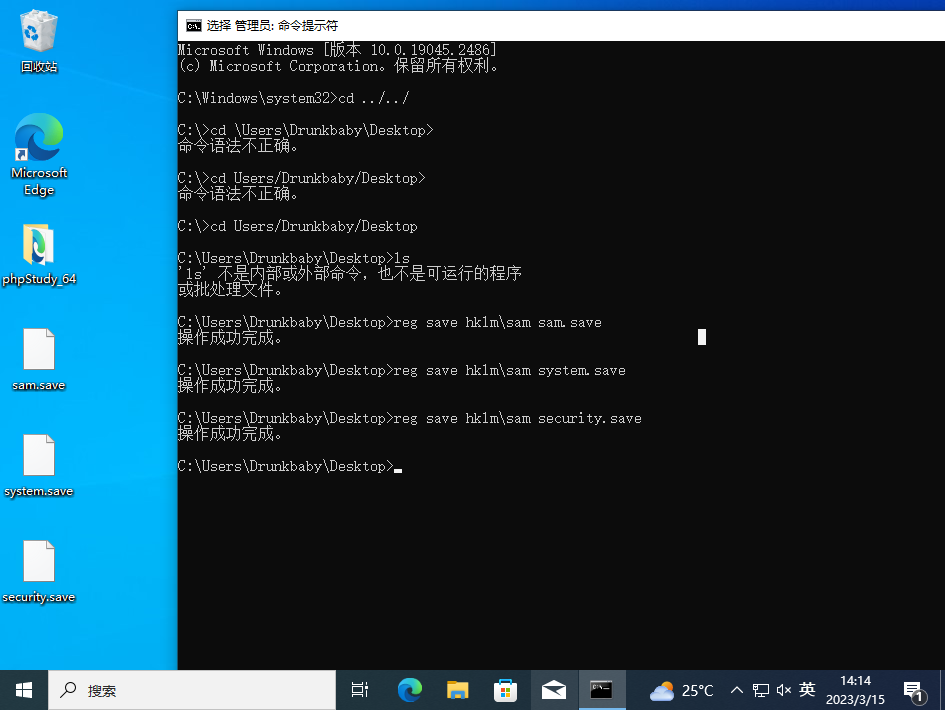 回收站
Microsoft
Edge
phpStudy_64
sam.save
system.save
security.save
选择 管理员: 命令提示符
Microsoft Windows [版本 10.0.19045.2486]
(c) Microsoft Corporation。保留所有权利。
C:\Windows\system32>cd ../../
C:\>cd \Users\Drunkbaby\Desktop>
命令语法不正确。
C:\>cd Users/Drunkbaby/Desktop>
命令语法不正确。
C:\>cd Users/Drunkbaby/Desktop
C:\Users\Drunkbaby\Desktop>ls
'ls' 不是内部或外部命令，也不是可运行的程序
或批处理文件。
C:\Users\Drunkbaby\Desktop>reg save hklm\sam sam.save
操作成功完成。
C:\Users\Drunkbaby\Desktop>reg save hklm\sam system.save
操作成功完成。
C:\Users\Drunkbaby\Desktop>reg save hklm\sam security.save
操作成功完成。
C:\Users\Drunkbaby\Desktop>
搜索
25°C
英
14:14
2023/3/15
1